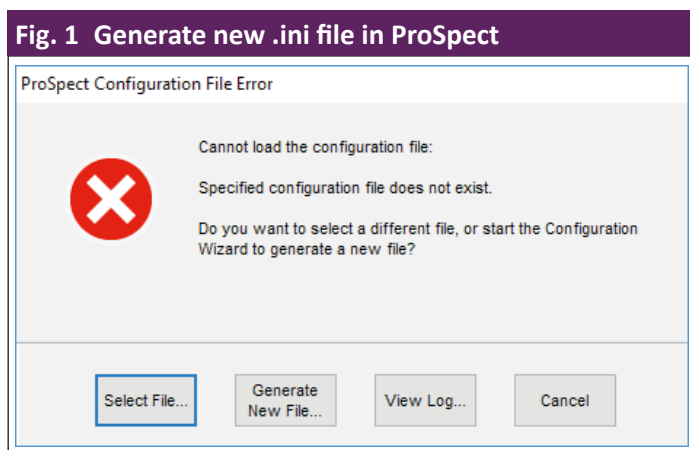 Fig. 1 Generate new .ini file in ProSpect
ProSpect Configuration File Error
Cannot load the configuration file:
Specified configuration file does not exist.
Do you want to select a different file, or start the Configuration
Wizard to generate a new file?
Select File...
Generate
New File...
View Log...
Cancel